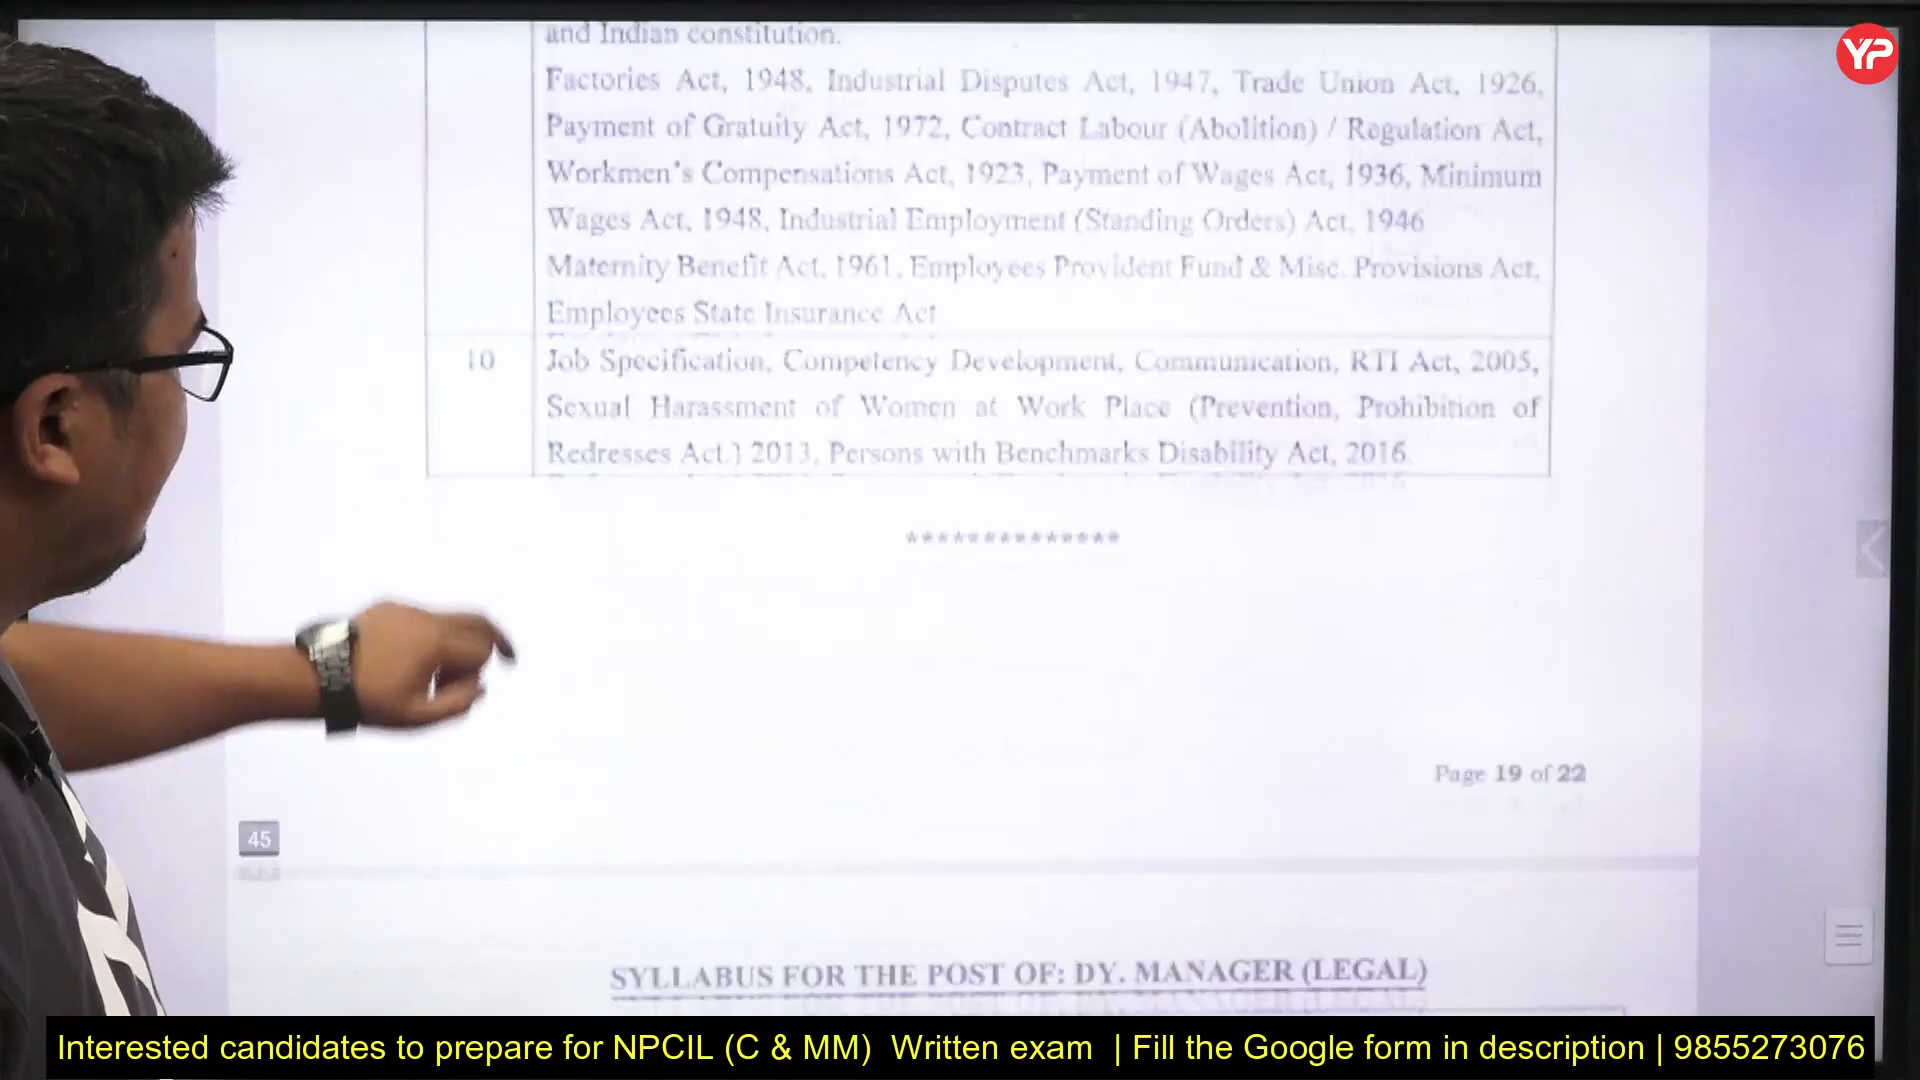 YP
and Indian constitution.
Factories Act, 1948, Industrial Disputes Act, 1947, Trade Union Act, 1926,
Payment of Gratuity Act, 1972, Contract Labour (Abolition) / Regulation Act,
Workmen's Compensations Act, 1923, Payment of Wages Act, 1936, Minimum
Wages Act, 1948, Industrial Employment (Standing Orders) Act, 1946
Maternity Benefit Act, 1961, Employees Provident Fund & Misc. Provisions Act,
Employees State Insurance Act
10 Job Specification, Competency Development, Communication, RTI Act, 2005,
Sexual Harassment of Women at Work Place (Prevention, Prohibition of
Redresses Act.) 2013, Persons with Benchmarks Disability Act, 2016.
**************
Page 19 of 22
45
SYLLABUS FOR THE POST OF: DY. MANAGER (LEGAL)
Interested candidates to prepare for NPCIL (C & MM) Written exam | Fill the Google form in description | 9855273076